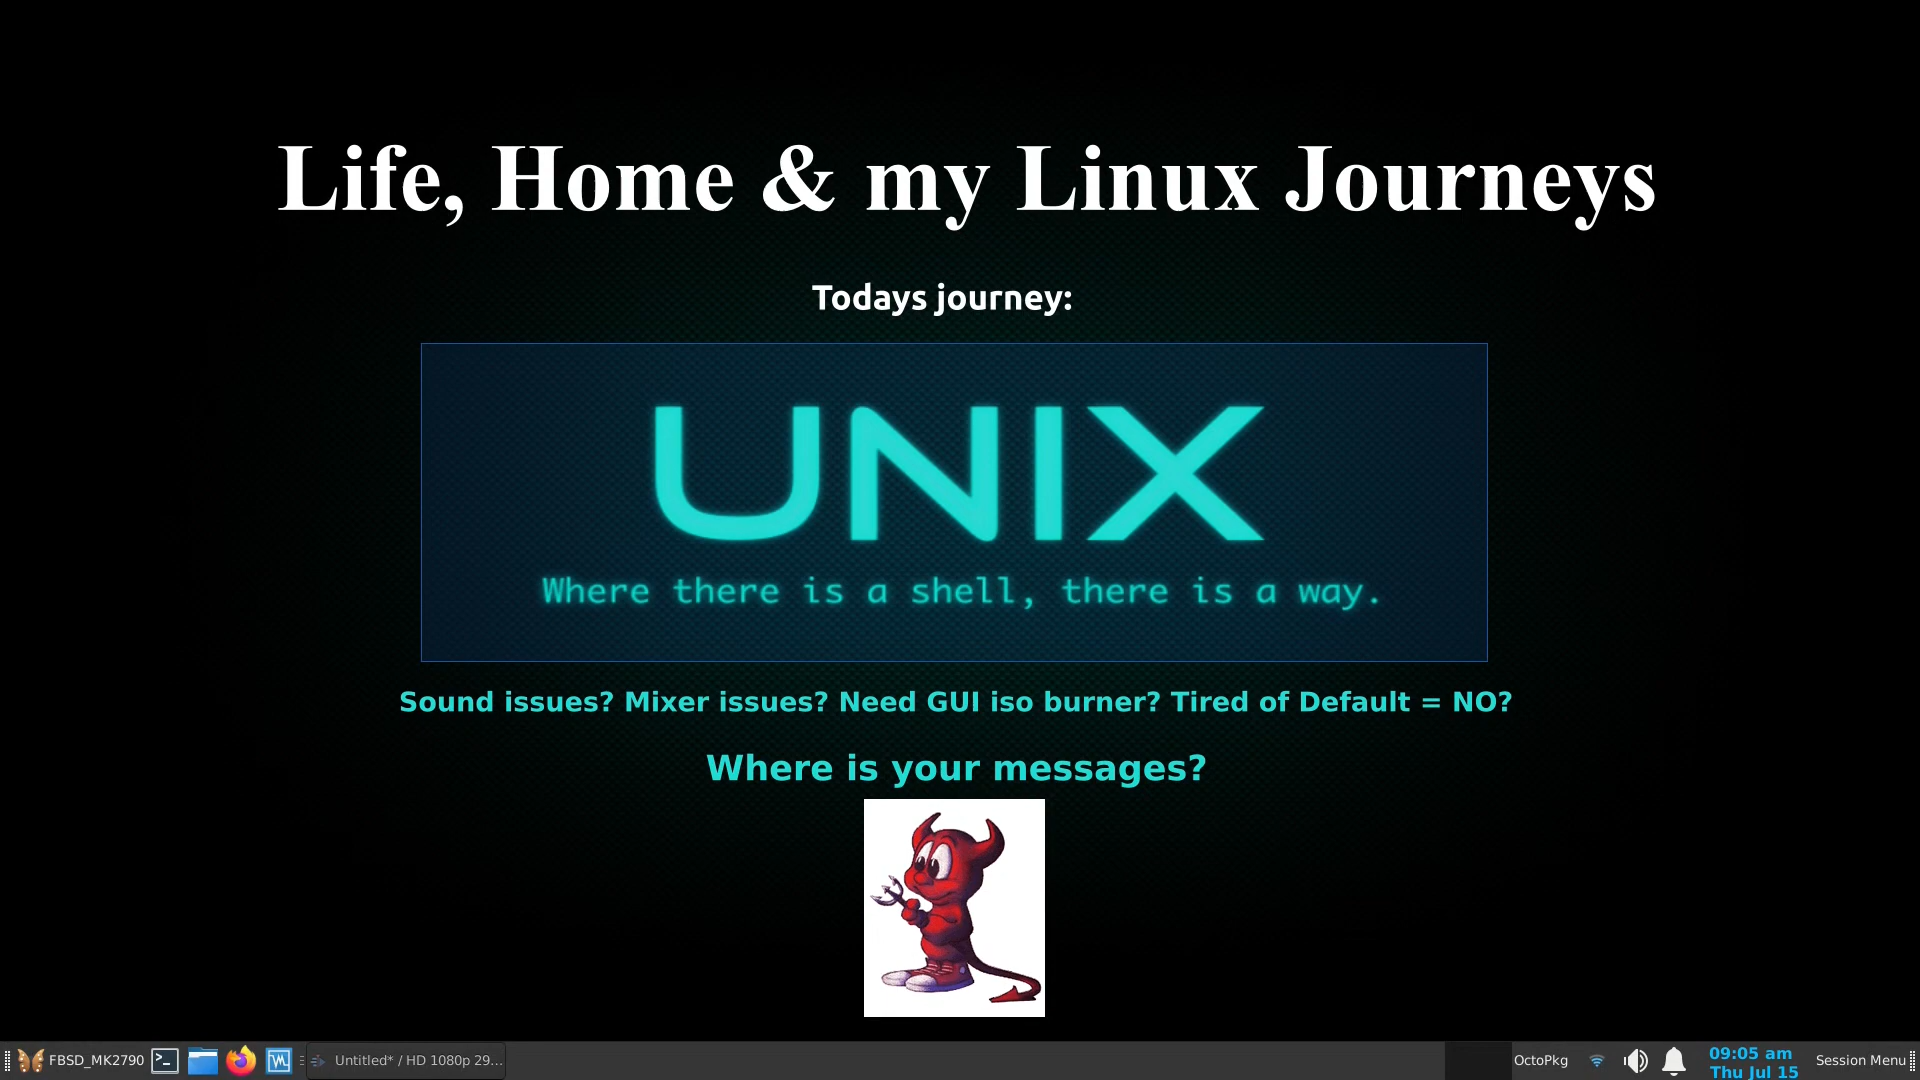 Life, Home & my Linux Journeys
Todays journey:
UNIX
Where there is a shell, there is a way.
Sound issues? Mixer issues? Need GUI iso burner? Tired of Default = NO?
Where is your messages?
FBSD_MK2790
Untitled* / HD 1080p 29...
OctoPkg
09:05 am
Thu Jul 15
Session Menu